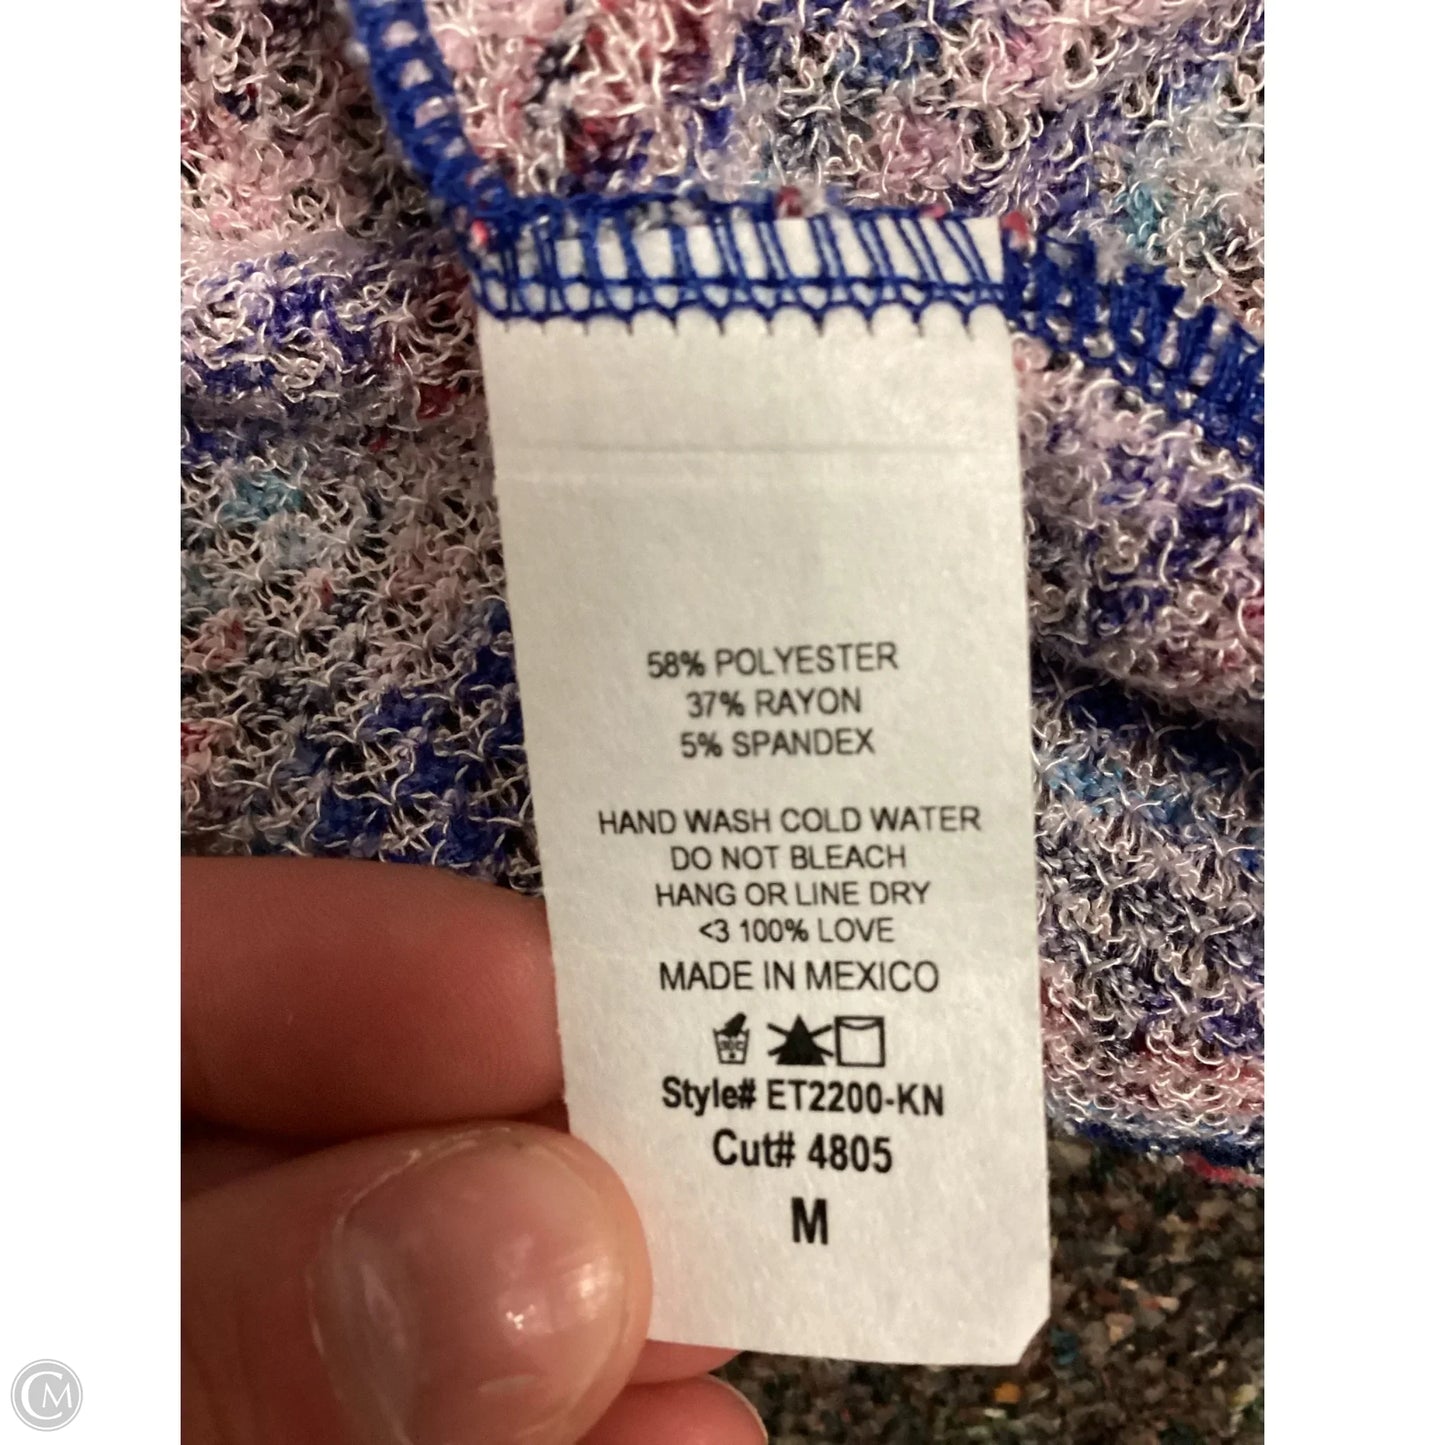 58% POLYESTER
37% RAYON
5% SPANDEX
HAND WASH COLD WATER
DO NOT BLEACH
HANG OR LINE DRY
<3 100% LOVE
MADE IN MEXICO
Style# ET2200-KN
Cut# 4805
M
CM